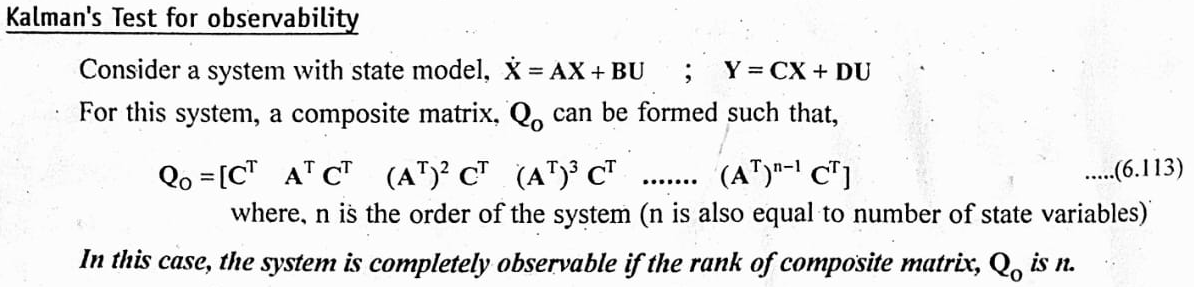 Kalman's Test for observability
Consider a system with state model, Ẋ = AX + BU ; Y = CX + DU
For this system, a composite matrix, Qₒ can be formed such that,
Qₒ = [Cᵀ Aᵀ Cᵀ (Aᵀ)² Cᵀ (Aᵀ)³ Cᵀ ....... (Aᵀ)ⁿ⁻¹ Cᵀ] .....(6.113)
where, n is the order of the system (n is also equal to number of state variables)
In this case, the system is completely observable if the rank of composite matrix, Qₒ is n.